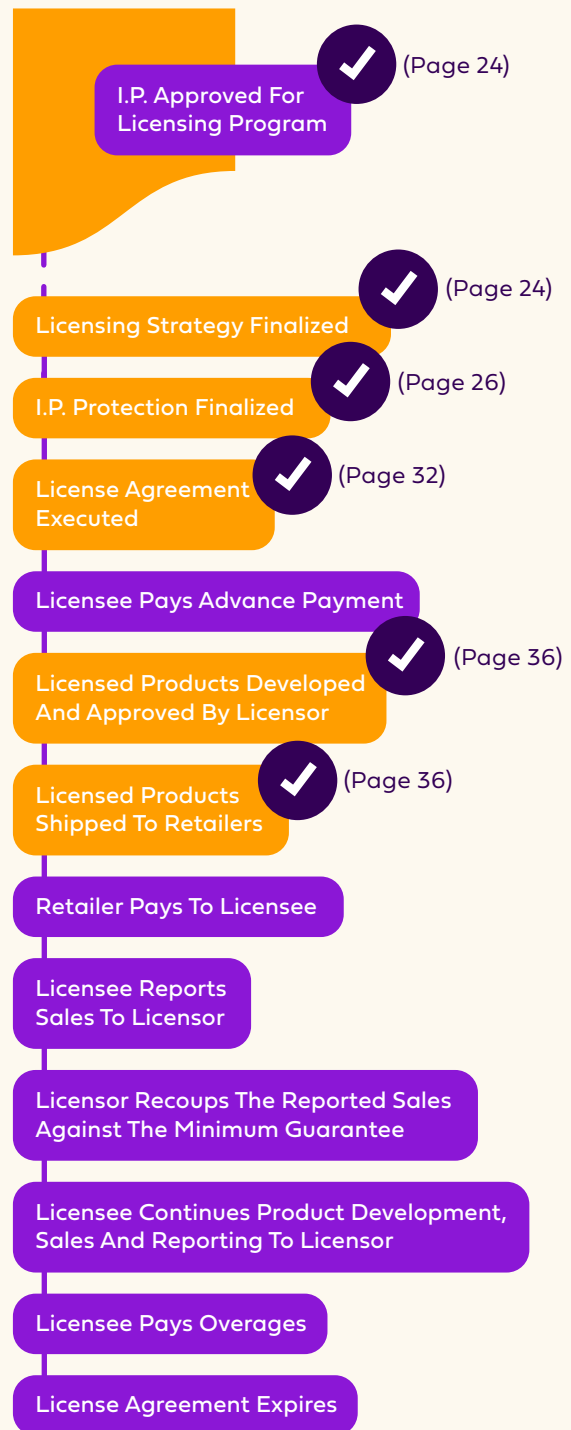 I.P. Approved For
Licensing Program
(Page 24)
Licensing Strategy Finalized
(Page 24)
I.P. Protection Finalized
(Page 26)
License Agreement
Executed
(Page 32)
Licensee Pays Advance Payment
Licensed Products Developed
And Approved By Licensor
(Page 36)
Licensed Products
Shipped To Retailers
(Page 36)
Retailer Pays To Licensee
Licensee Reports
Sales To Licensor
Licensor Recoups The Reported Sales
Against The Minimum Guarantee
Licensee Continues Product Development,
Sales And Reporting To Licensor
Licensee Pays Overages
License Agreement Expires